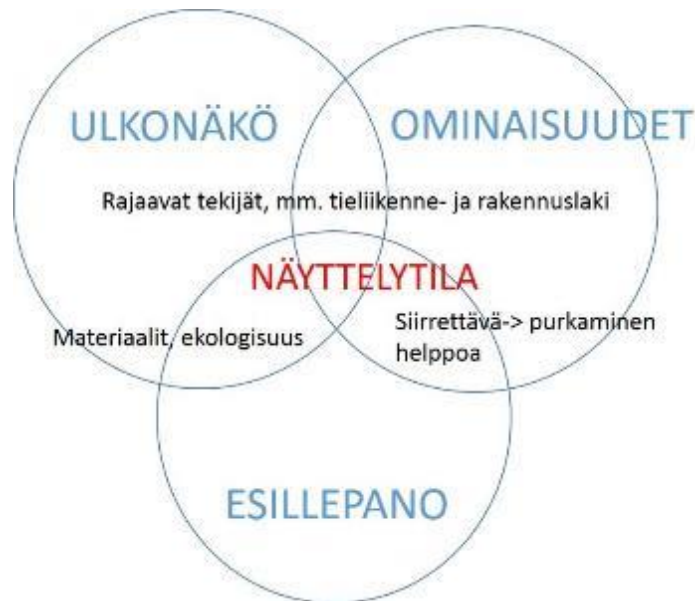 ULKONÄKÖ
OMINAISUUDET
Rajaavat tekijät, mm. tieliikenne- ja rakennuslaki
NÄYTTELYTILA
Materiaalit, ekologisuus
Siirrettävä-> purkaminen
helppoa
ESILLEPANO